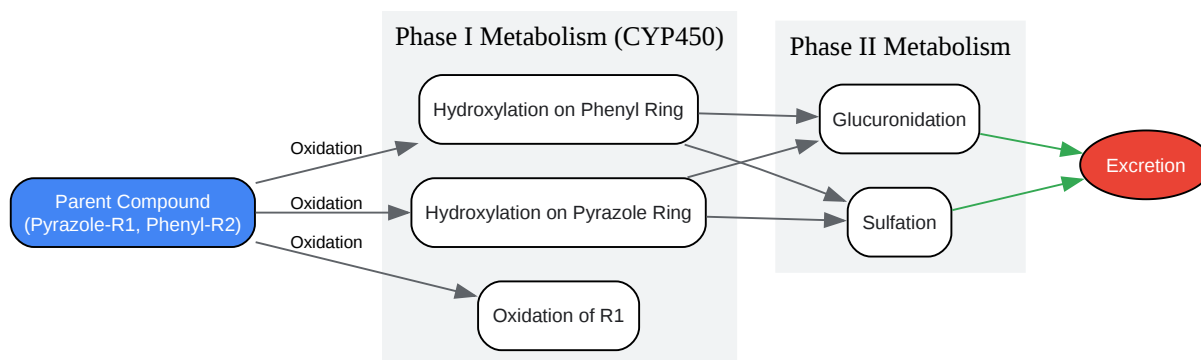 Phase I Metabolism (CYP450)
Phase II Metabolism
Hydroxylation on Phenyl Ring
Glucuronidation
Oxidation
Excretion
Parent Compound
(Pyrazole-R1, Phenyl-R2)
Oxidation
Hydroxylation on Pyrazole Ring
Sulfation
Oxidation
Oxidation of R1